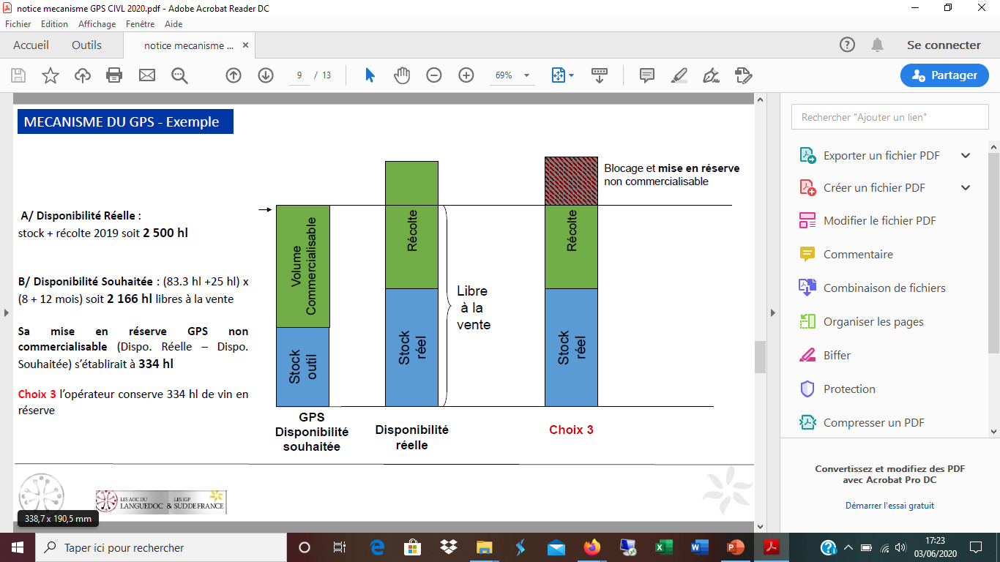 notice mecanisme GPS CIVL 2020.pdf - Adobe Acrobat Reader DC
Fichier Edition Affichage Fenêtre Aide
Accueil Outils notice mecanisme ... × ? Se connecter
9 / 13 69% Partager
MECANISME DU GPS - Exemple
A/ Disponibilité Réelle :
stock + récolte 2019 soit 2 500 hl
B/ Disponibilité Souhaitée : (83.3 hl +25 hl) x
(8 + 12 mois) soit 2 166 hl libres à la vente
Sa mise en réserve GPS non
commercialisable (Dispo. Réelle – Dispo.
Souhaitée) s’établirait à 334 hl
Choix 3 l’opérateur conserve 334 hl de vin en
réserve
Volume
Commercialisable
Stock
outil
GPS
Disponibilité
souhaitée
Récolte
Stock
réel
Disponibilité
réelle
Libre
à la
vente
Récolte
Stock
réel
Choix 3
Blocage et mise en réserve
non commercialisable
LES AOC DU LES IGP
LANGUEDOC & SUD DE FRANCE
338,7 x 190,5 mm
Rechercher "Ajouter un lien"
Exporter un fichier PDF
Créer un fichier PDF
Modifier le fichier PDF
Commentaire
Combinaison de fichiers
Organiser les pages
Biffer
Protection
Compresser un PDF
Convertissez et modifiez des PDF
avec Acrobat Pro DC
Démarrer l'essai gratuit
Taper ici pour rechercher
17:23
03/06/2020